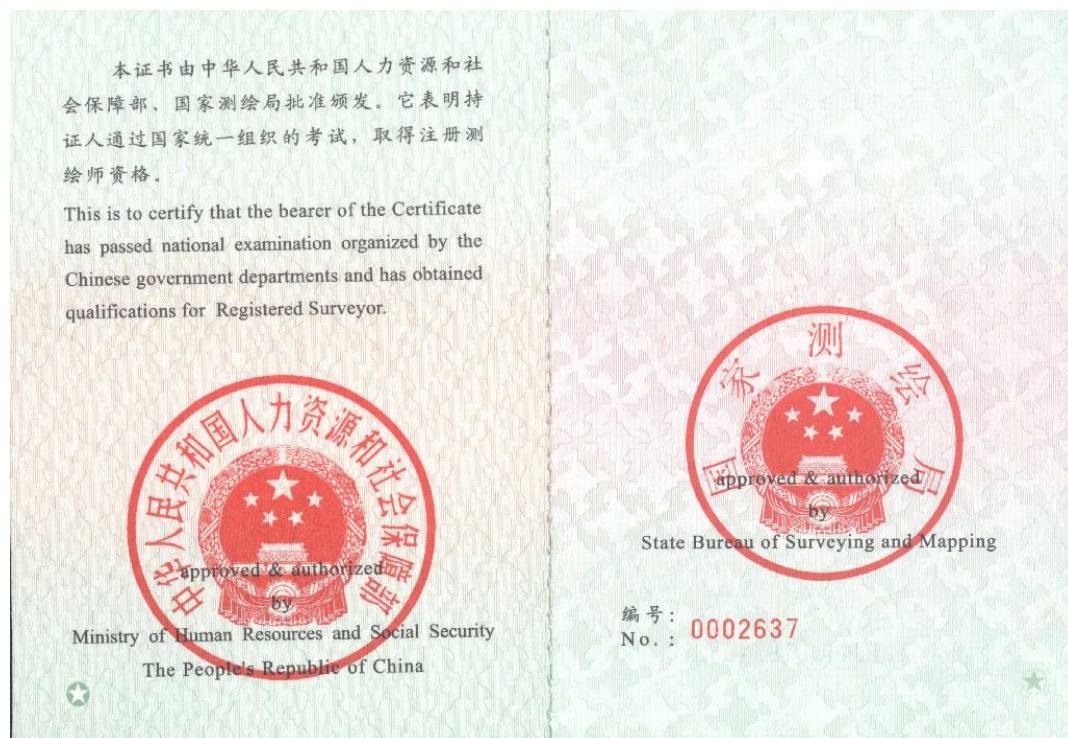 本证书由中华人民共和国人力资源和社
会保障部、国家测绘局批准颁发。它表明持
证人通过国家统一组织的考试，取得注册测
绘师资格。
This is to certify that the bearer of the Certificate
has passed national examination organized by the
Chinese government departments and has obtained
qualifications for Registered Surveyor.
中华人民共和国人力资源和社会保障部
approved & authorized
by
Ministry of Human Resources and Social Security
The People's Republic of China
国家测绘局
approved & authorized
by
State Bureau of Surveying and Mapping
编号：
No.: 0002637